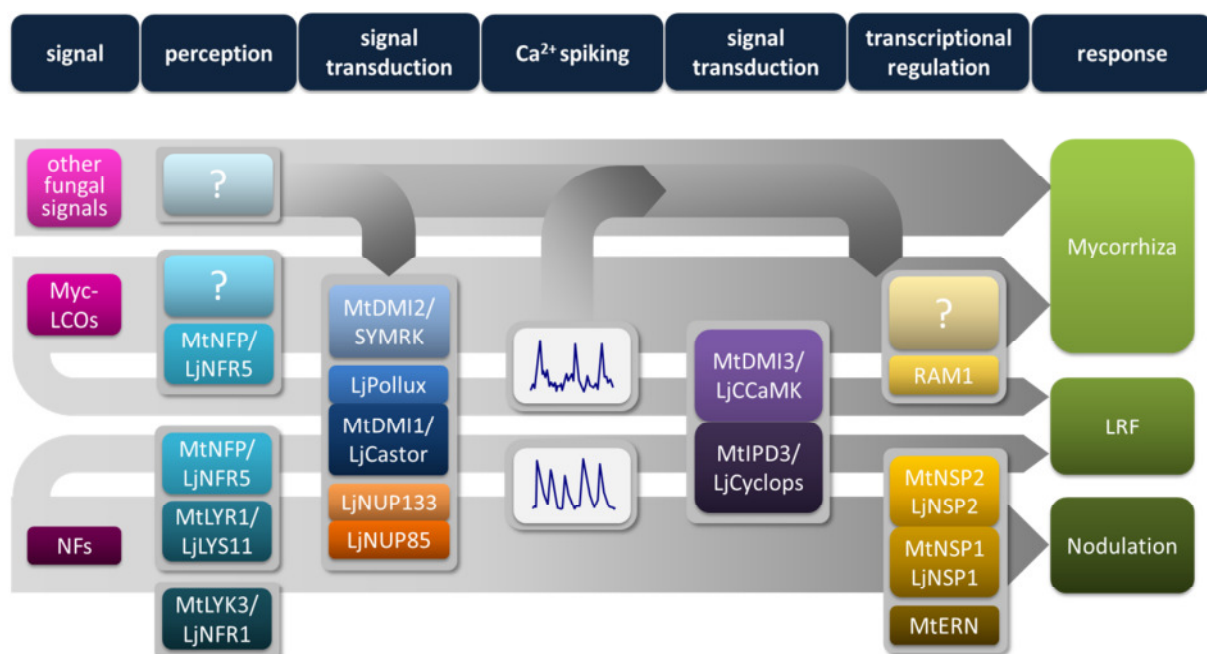 signal
perception
signal
transduction
Ca²⁺ spiking
signal
transduction
transcriptional
regulation
response
other
fungal
signals
?
Myc-
LCOs
?
MtNFP/
LjNFR5
MtNFP/
LjNFR5
MtLYR1/
LjLYS11
NFs
MtLYK3/
LjNFR1
MtDMI2/
SYMRK
LjPollux
MtDMI1/
LjCastor
LjNUP133
LjNUP85
MtDMI3/
LjCCaMK
MtIPD3/
LjCyclops
?
RAM1
MtNSP2
LjNSP2
MtNSP1
LjNSP1
MtERN
Mycorrhiza
LRF
Nodulation